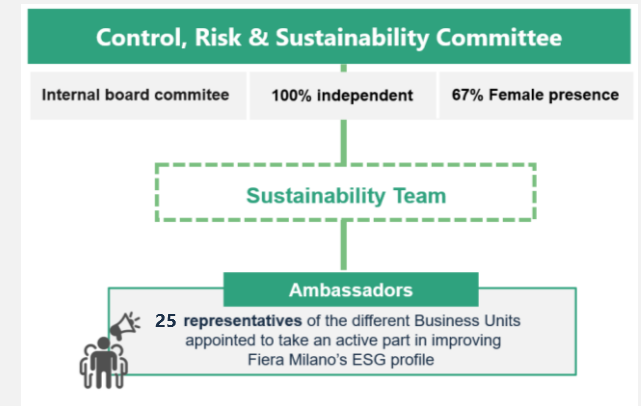 Control, Risk & Sustainability Committee
Internal board commitee
100% independent
67% Female presence
Sustainability Team
Ambassadors
25 representatives of the different Business Units
appointed to take an active part in improving
Fiera Milano's ESG profile